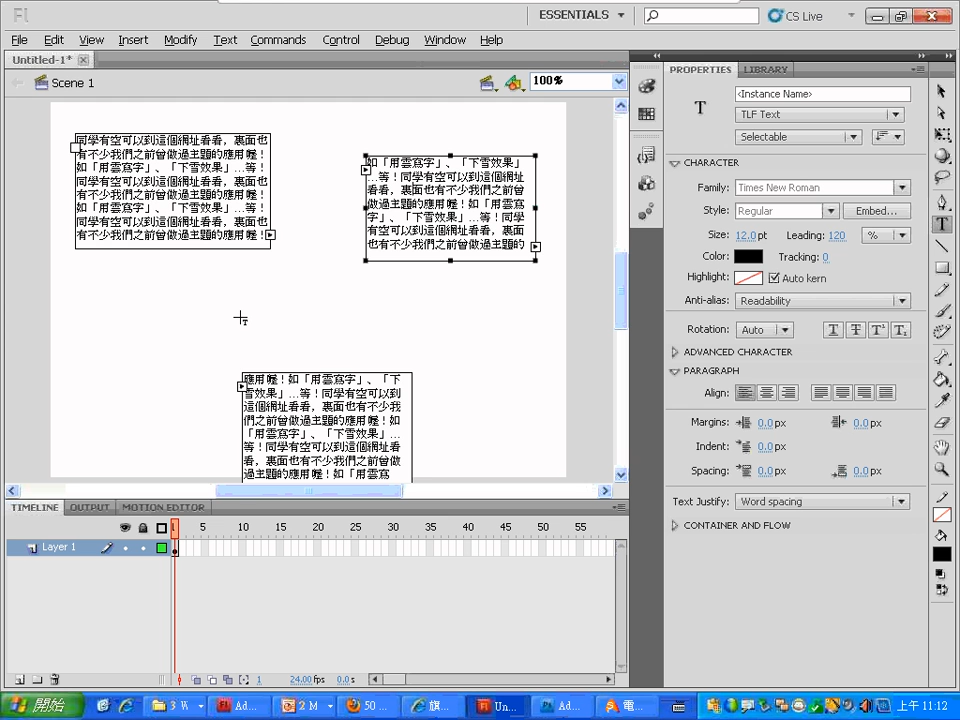 Fl
ESSENTIALS
CS Live
File Edit View Insert Modify Text Commands Control Debug Window Help
Untitled-1*
Scene 1
100%
同學有空可以到這個網址看看，裏面也
有不少我們之前曾做過主題的應用喔！
如「用雲寫字」、「下雪效果」…等！
同學有空可以到這個網址看看，裏面也
有不少我們之前曾做過主題的應用喔！
如「用雲寫字」、「下雪效果」…等！
同學有空可以到這個網址看看，裏面也
有不少我們之前曾做過主題的應用喔！
如「用雲寫字」、「下雪效果」
…等！同學有空可以到這個網址
看看，裏面也有不少我們之前曾
做過主題的應用喔！如「用雲寫
字」、「下雪效果」…等！同學
有空可以到這個網址看看，裏面
也有不少我們之前曾做過主題的
應用喔！如「用雲寫字」、「下
雪效果」…等！同學有空可以到
這個網址看看，裏面也有不少我
們之前曾做過主題的應用喔！如
「用雲寫字」、「下雪效果」…
等！同學有空可以到這個網址看
看，裏面也有不少我們之前曾做
過主題的應用喔！如「用雲寫
PROPERTIES LIBRARY
T
<Instance Name>
TLF Text
Selectable
CHARACTER
Family: Times New Roman
Style: Regular Embed...
Size: 12.0 pt Leading: 120 %
Color: Tracking: 0
Highlight: Auto kern
Anti-alias: Readability
Rotation: Auto
ADVANCED CHARACTER
PARAGRAPH
Align:
Margins: 0.0 px 0.0 px
Indent: 0.0 px
Spacing: 0.0 px 0.0 px
Text Justify: Word spacing
CONTAINER AND FLOW
TIMELINE OUTPUT MOTION EDITOR
1 5 10 15 20 25 30 35 40 45 50 55
Layer 1
1 24.00 fps 0.0 s
開始 3 W Ad... 2 M 50 ... 旗... Un... Ad... 電... 上午 11:12